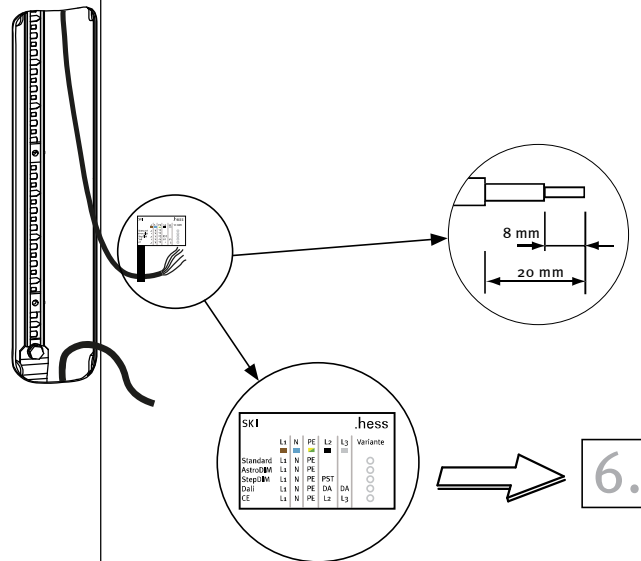 hess
8 mm
20 mm
SKI .hess
L1 N PE L2 L3 Variante
Standard L1 N PE
AstroDIM L1 N PE
StepDIM L1 N PE PST
Dali L1 N PE DA DA
CE L1 N PE L2 L3
6.